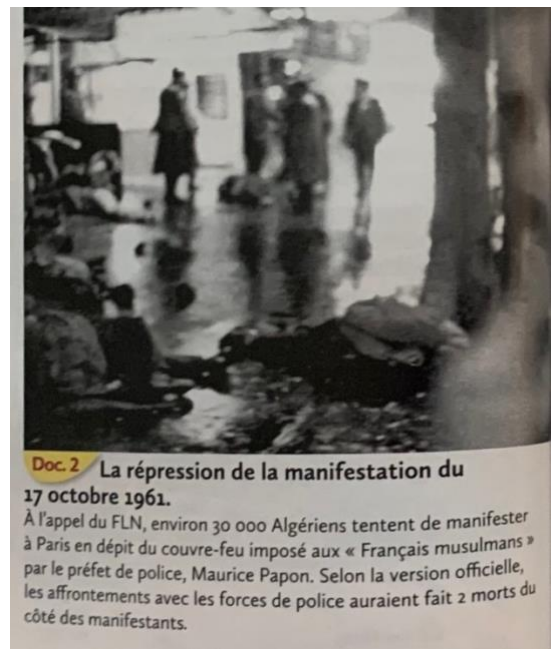 Doc. 2 La répression de la manifestation du
17 octobre 1961.
À l'appel du FLN, environ 30 000 Algériens tentent de manifester
à Paris en dépit du couvre-feu imposé aux « Français musulmans »
par le préfet de police, Maurice Papon. Selon la version officielle,
les affrontements avec les forces de police auraient fait 2 morts du
côté des manifestants.